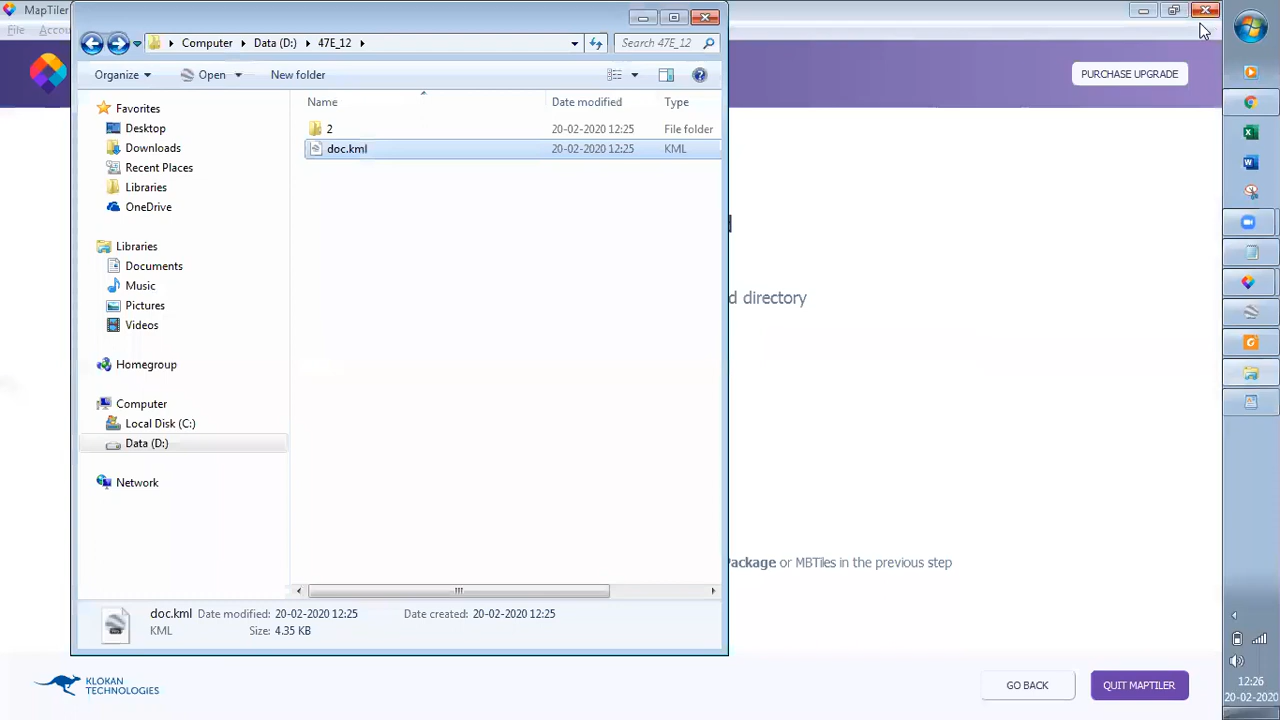 MapTiler
File Accou
PURCHASE UPGRADE
Computer Data (D:) 47E_12
Search 47E_12
Organize Open New folder
Name Date modified Type
2 20-02-2020 12:25 File folder
doc.kml 20-02-2020 12:25 KML
Favorites
Desktop
Downloads
Recent Places
Libraries
OneDrive
Libraries
Documents
Music
Pictures
Videos
Homegroup
Computer
Local Disk (C:)
Data (D:)
Network
d directory
Package or MBTiles in the previous step
doc.kml Date modified: 20-02-2020 12:25 Date created: 20-02-2020 12:25
KML Size: 4.35 KB
KLOKAN
TECHNOLOGIES
GO BACK
QUIT MAPTILER
12:26
20-02-2020